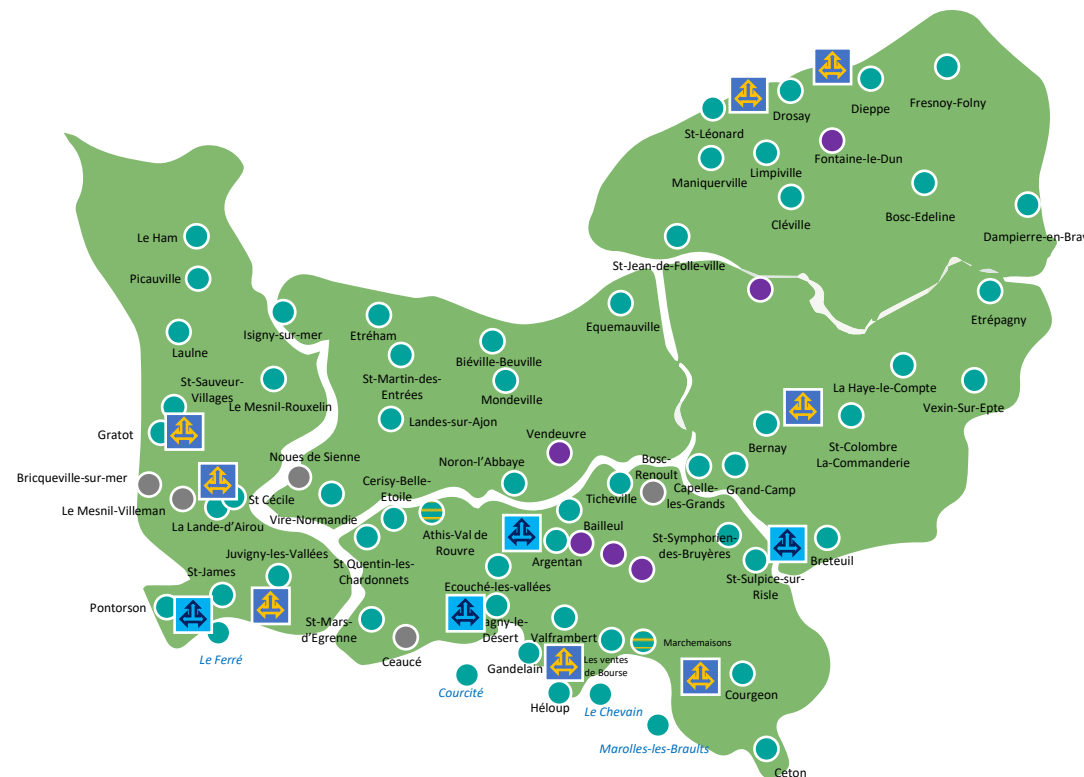 Fresnoy-Folny
Dieppe
Drosay
St-Léonard
Fontaine-le-Dun
Limpiville
Maniquerville
Bosc-Edeline
Cléville
Dampierre-en-Bray
Le Ham
St-Jean-de-Folle-ville
Picauville
Etrépagny
Equemauville
Isigny-sur-mer
Etréham
Laulne
Biéville-Beuville
St-Martin-des-
Entrées
La Haye-le-Compte
St-Sauveur-
Villages
Le Mesnil-Rouxelin
Mondeville
Vexin-Sur-Epte
Landes-sur-Ajon
Gratot
Vendeuvre
Bernay
St-Colombre
La-Commanderie
Noues de Sienne
Noron-l’Abbaye
Bosc-
Renoult
Bricqueville-sur-mer
Cerisy-Belle-
Etoile
Ticheville
Capelle-
les-Grands
Grand-Camp
Le Mesnil-Villeman
St Cécile
Vire-Normandie
La Lande-d’Airou
Bailleul
Athis-Val de
Rouvre
St-Symphorien-
des-Bruyères
Juvigny-les-Vallées
Argentan
Breteuil
St Quentin-les-
Chardonnets
St-James
St-Sulpice-sur-
Risle
Ecouché-les-vallées
Pontorson
St-Mars-
d’Egrenne
agny-le-
Désert
Valframbert
Marchemaisons
Le Ferré
Ceaucé
Gandelain
Les ventes
de Bourse
Courcité
Courgeon
Héloup
Le Chevain
Marolles-les-Braults
Ceton